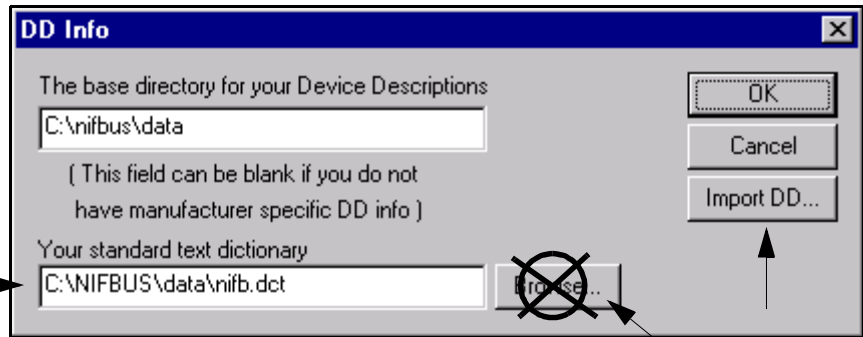 DD Info
The base directory for your Device Descriptions
C:\nifbus\data
( This field can be blank if you do not
have manufacturer specific DD info )
Your standard text dictionary
C:\NIFBUS\data\nifb.dct
Browse...
OK
Cancel
Import DD...